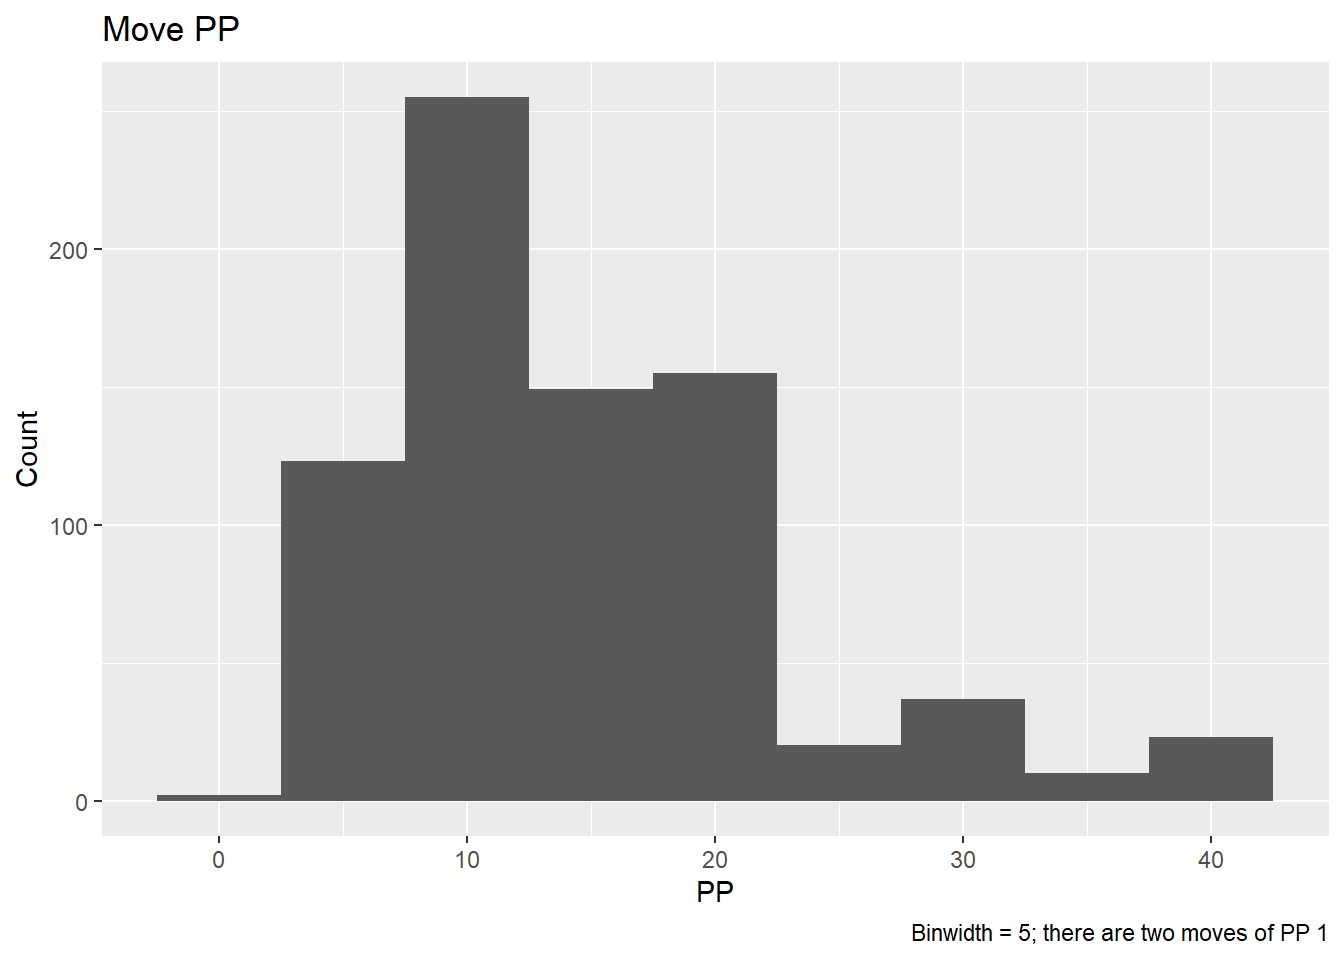 Move PP
Count
200
100
0
0 10 20 30 40
PP
Binwidth = 5; there are two moves of PP 1